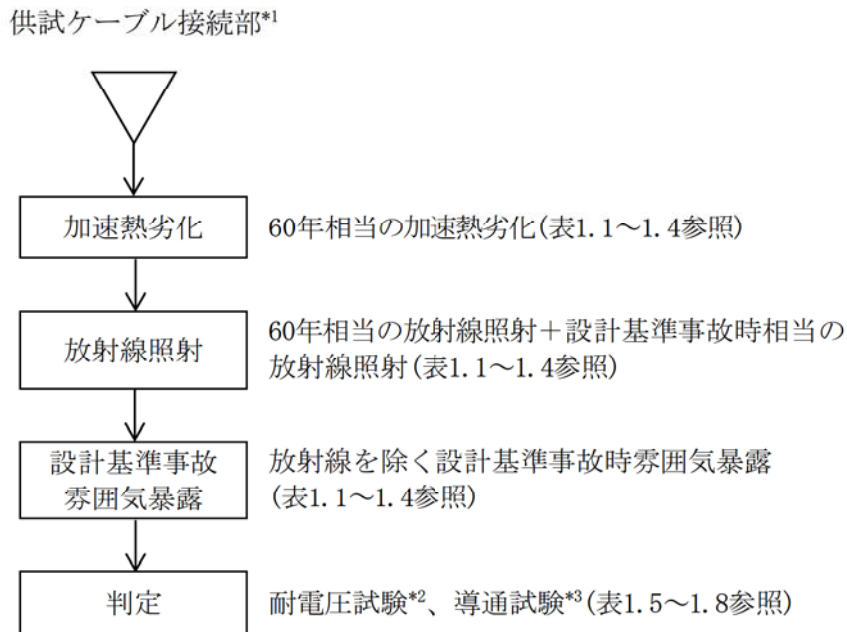 供試ケーブル接続部*1
加速熱劣化
60年相当の加速熱劣化(表1.1～1.4参照)
放射線照射
60年相当の放射線照射＋設計基準事故時相当の
放射線照射(表1.1～1.4参照)
設計基準事故
雰囲気暴露
放射線を除く設計基準事故時雰囲気暴露
(表1.1～1.4参照)
判定
耐電圧試験*2、導通試験*3(表1.5～1.8参照)